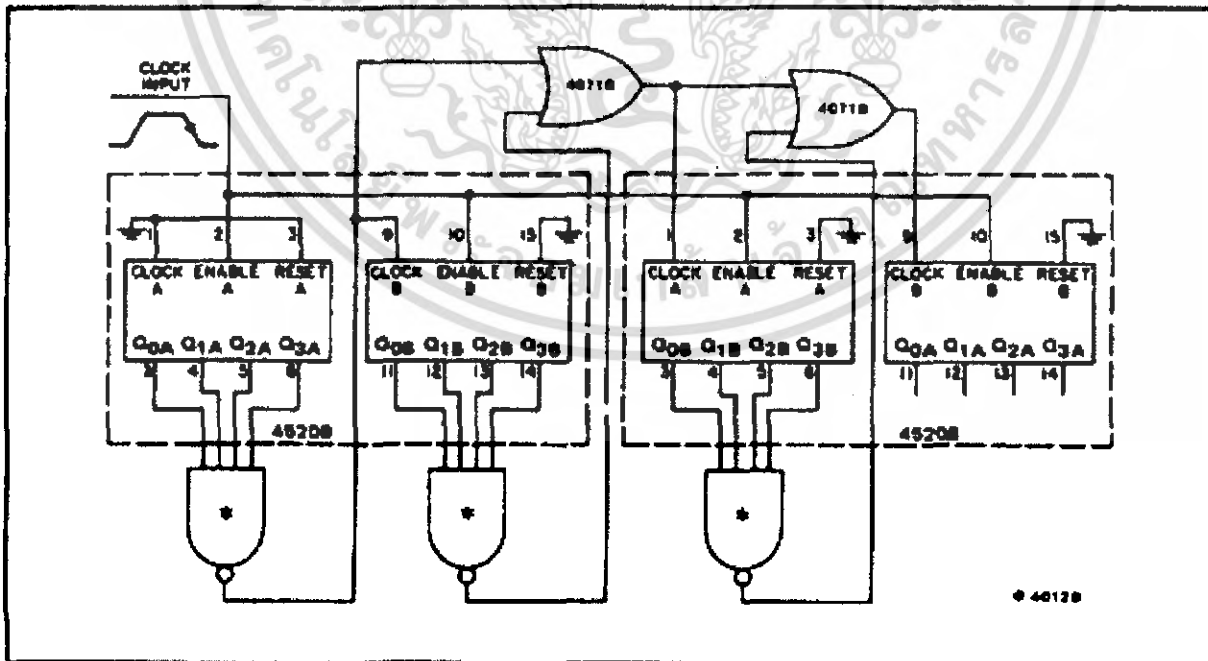 CLOCK
INPUT
4071B
4071B
1 2 3
9 10 15
1 2 3
9 10 15
CLOCK ENABLE RESET
A A A
CLOCK ENABLE RESET
B B B
CLOCK ENABLE RESET
A A A
CLOCK ENABLE RESET
B B B
Q0A Q1A Q2A Q3A
Q0B Q1B Q2B Q3B
Q0B Q1B Q2B Q3B
Q0A Q1A Q2A Q3A
4 5 6
11 12 13 14
3 4 5 6
11 12 13 14
4520B
4520B
*
*
*
* 4012B